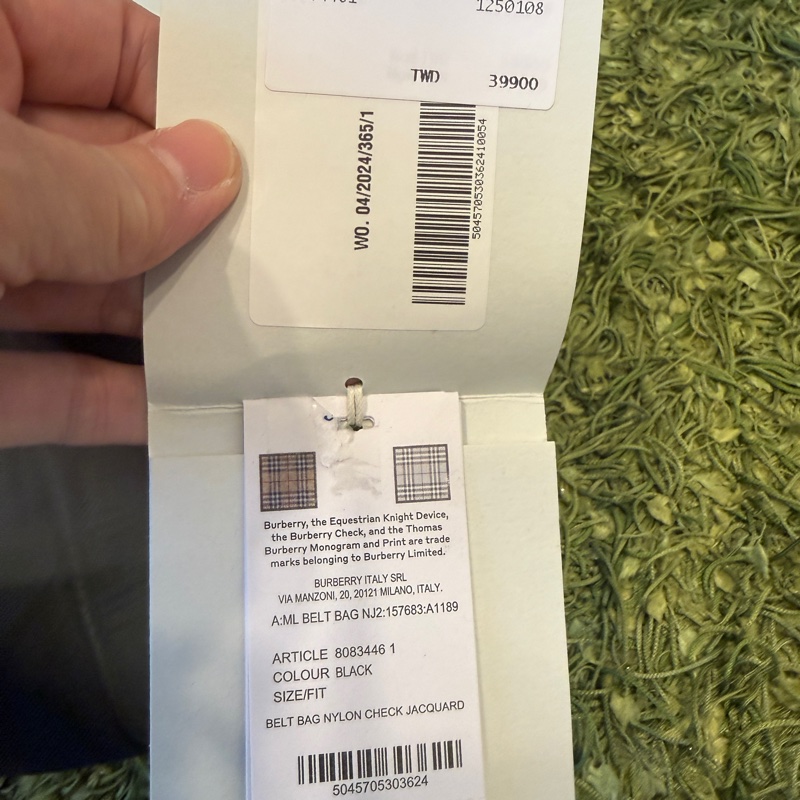 1250108
TWD 39900
WO. 04/2024/365/1
504570530362410054
Burberry, the Equestrian Knight Device,
the Burberry Check, and the Thomas
Burberry Monogram and Print are trade
marks belonging to Burberry Limited.
BURBERRY ITALY SRL
VIA MANZONI, 20, 20121 MILANO, ITALY.
A:ML BELT BAG NJ2:157683:A1189
ARTICLE 8083446 1
COLOUR BLACK
SIZE/FIT
BELT BAG NYLON CHECK JACQUARD
5045705303624